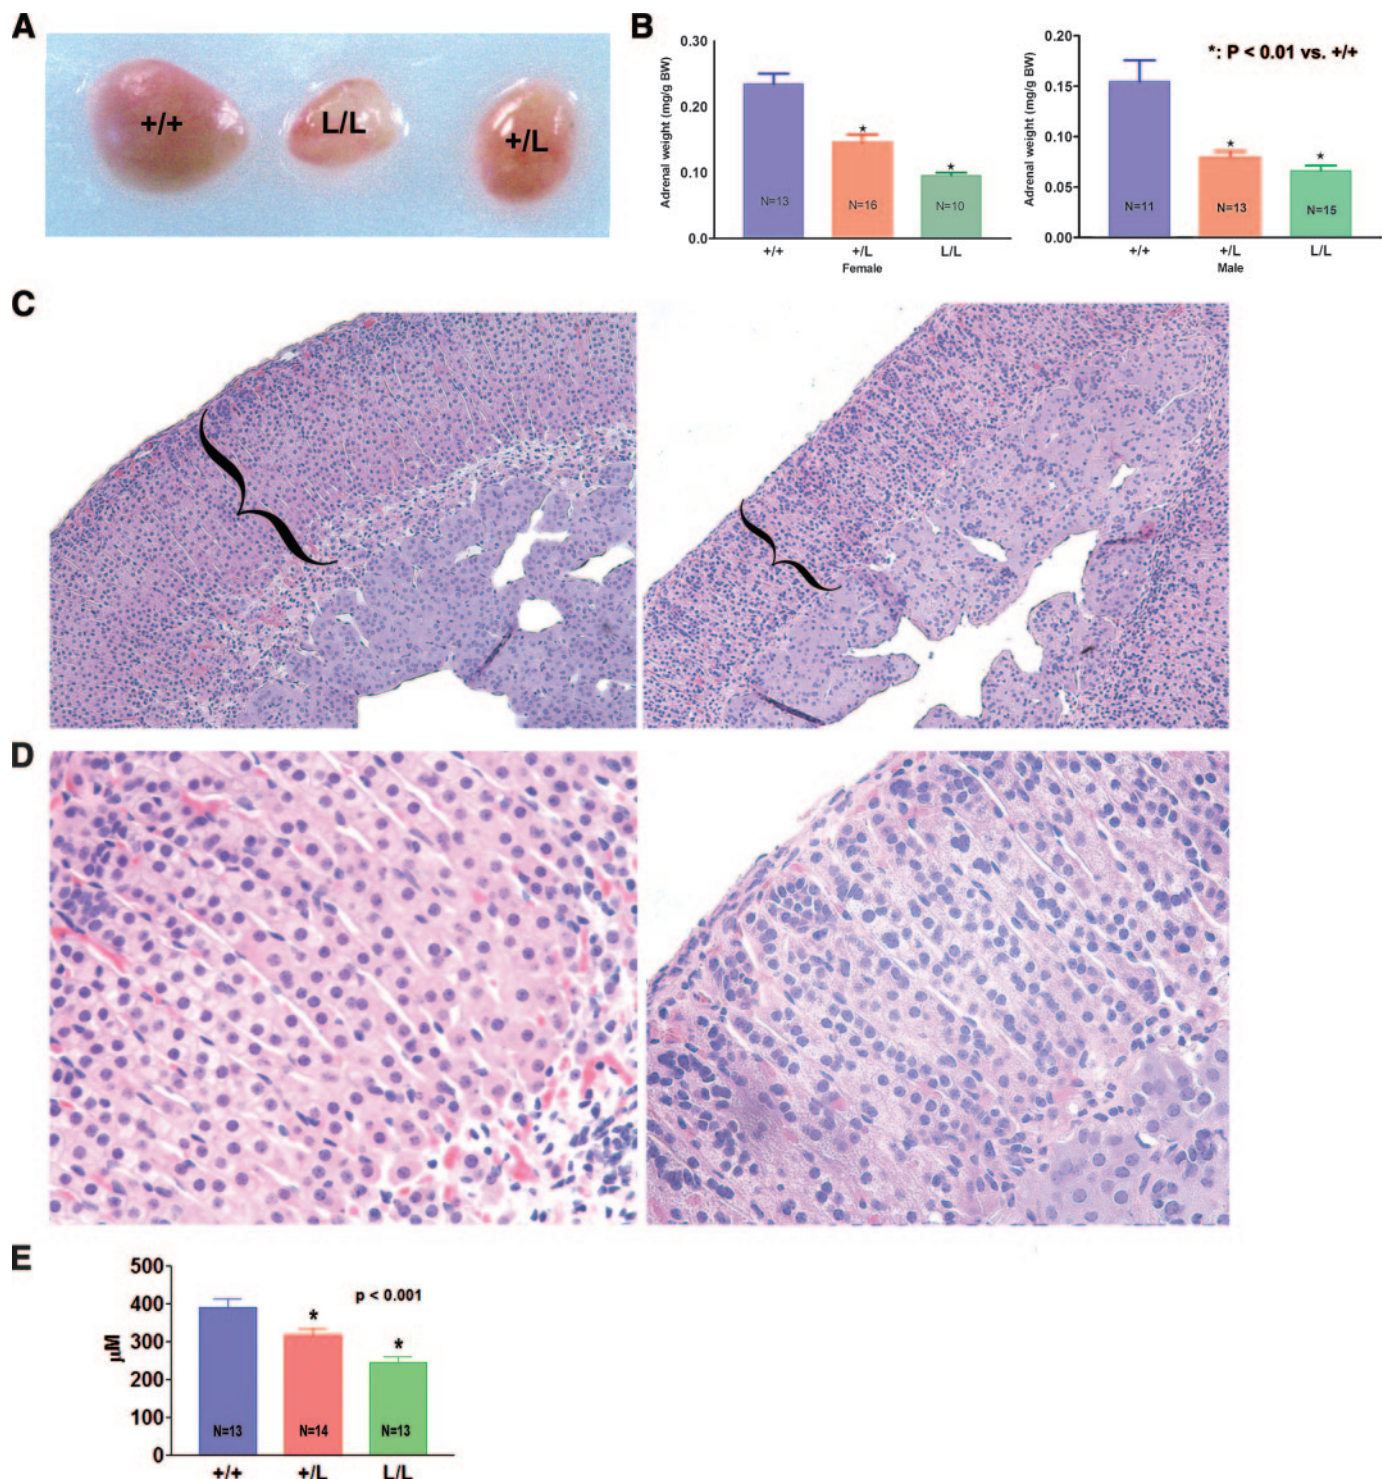 A
+/+
L/L
+/L
B
Adrenal weight (mg/g BW)
0.30
0.20
0.10
0.0
N=13
★
N=16
★
N=10
+/+
+/L
L/L
Female
Adrenal weight (mg/g BW)
0.20
0.15
0.10
0.05
0.00
*: P < 0.01 vs. +/+
N=11
★
N=13
★
N=15
+/+
+/L
L/L
Male
C
D
E
μM
500
400
300
200
100
0
p < 0.001
*
*
N=13
N=14
N=13
+/+
+/L
L/L